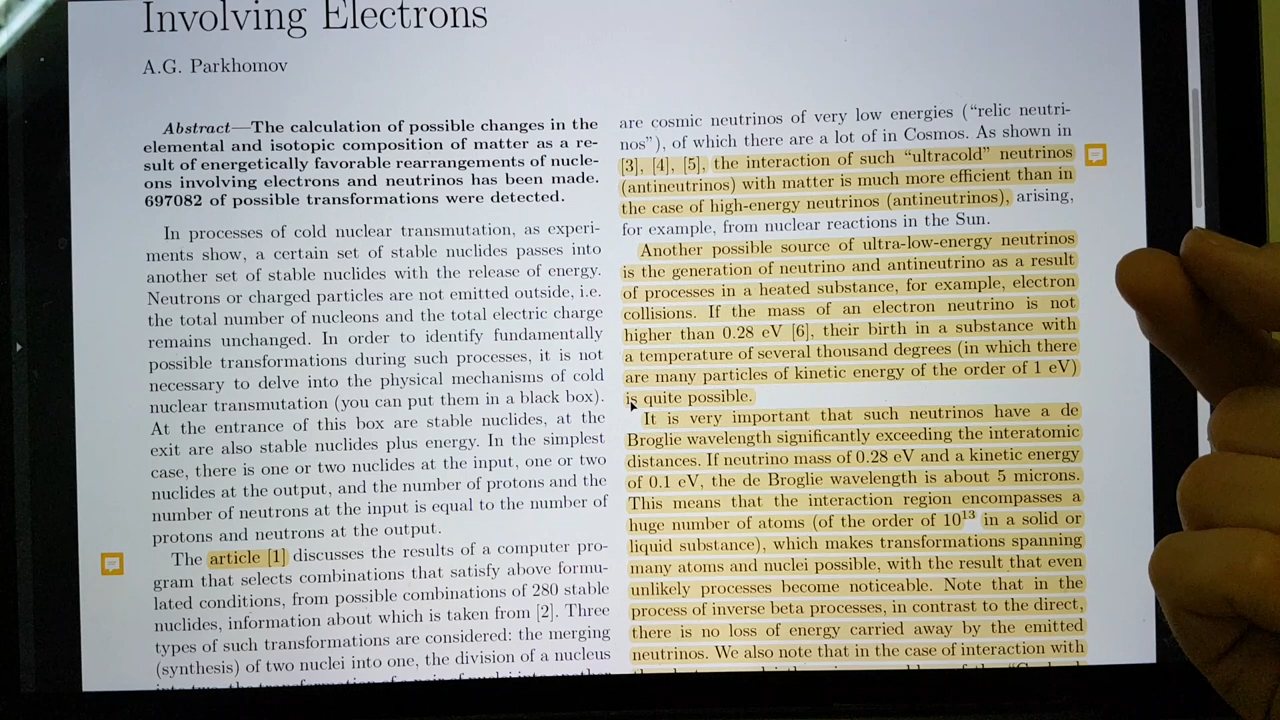 Involving Electrons
A.G. Parkhomov
Abstract—The calculation of possible changes in the
elemental and isotopic composition of matter as a re-
sult of energetically favorable rearrangements of nucle-
ons involving electrons and neutrinos has been made.
697082 of possible transformations were detected.
In processes of cold nuclear transmutation, as experi-
ments show, a certain set of stable nuclides passes into
another set of stable nuclides with the release of energy.
Neutrons or charged particles are not emitted outside, i.e.
the total number of nucleons and the total electric charge
remains unchanged. In order to identify fundamentally
possible transformations during such processes, it is not
necessary to delve into the physical mechanisms of cold
nuclear transmutation (you can put them in a black box).
At the entrance of this box are stable nuclides, at the
exit are also stable nuclides plus energy. In the simplest
case, there is one or two nuclides at the input, one or two
nuclides at the output, and the number of protons and the
number of neutrons at the input is equal to the number of
protons and neutrons at the output.
The article [1] discusses the results of a computer pro-
gram that selects combinations that satisfy above formu-
lated conditions, from possible combinations of 280 stable
nuclides, information about which is taken from [2]. Three
types of such transformations are considered: the merging
(synthesis) of two nuclei into one, the division of a nucleus
are cosmic neutrinos of very low energies (“relic neutri-
nos”), of which there are a lot of in Cosmos. As shown in
[3], [4], [5], the interaction of such “ultracold” neutrinos
(antineutrinos) with matter is much more efficient than in
the case of high-energy neutrinos (antineutrinos), arising,
for example, from nuclear reactions in the Sun.
Another possible source of ultra-low-energy neutrinos
is the generation of neutrino and antineutrino as a result
of processes in a heated substance, for example, electron
collisions. If the mass of an electron neutrino is not
higher than 0.28 eV [6], their birth in a substance with
a temperature of several thousand degrees (in which there
are many particles of kinetic energy of the order of 1 eV)
is quite possible.
It is very important that such neutrinos have a de
Broglie wavelength significantly exceeding the interatomic
distances. If neutrino mass of 0.28 eV and a kinetic energy
of 0.1 eV, the de Broglie wavelength is about 5 microns.
This means that the interaction region encompasses a
huge number of atoms (of the order of 10¹³ in a solid or
liquid substance), which makes transformations spanning
many atoms and nuclei possible, with the result that even
unlikely processes become noticeable. Note that in the
process of inverse beta processes, in contrast to the direct,
there is no loss of energy carried away by the emitted
neutrinos. We also note that in the case of interaction with